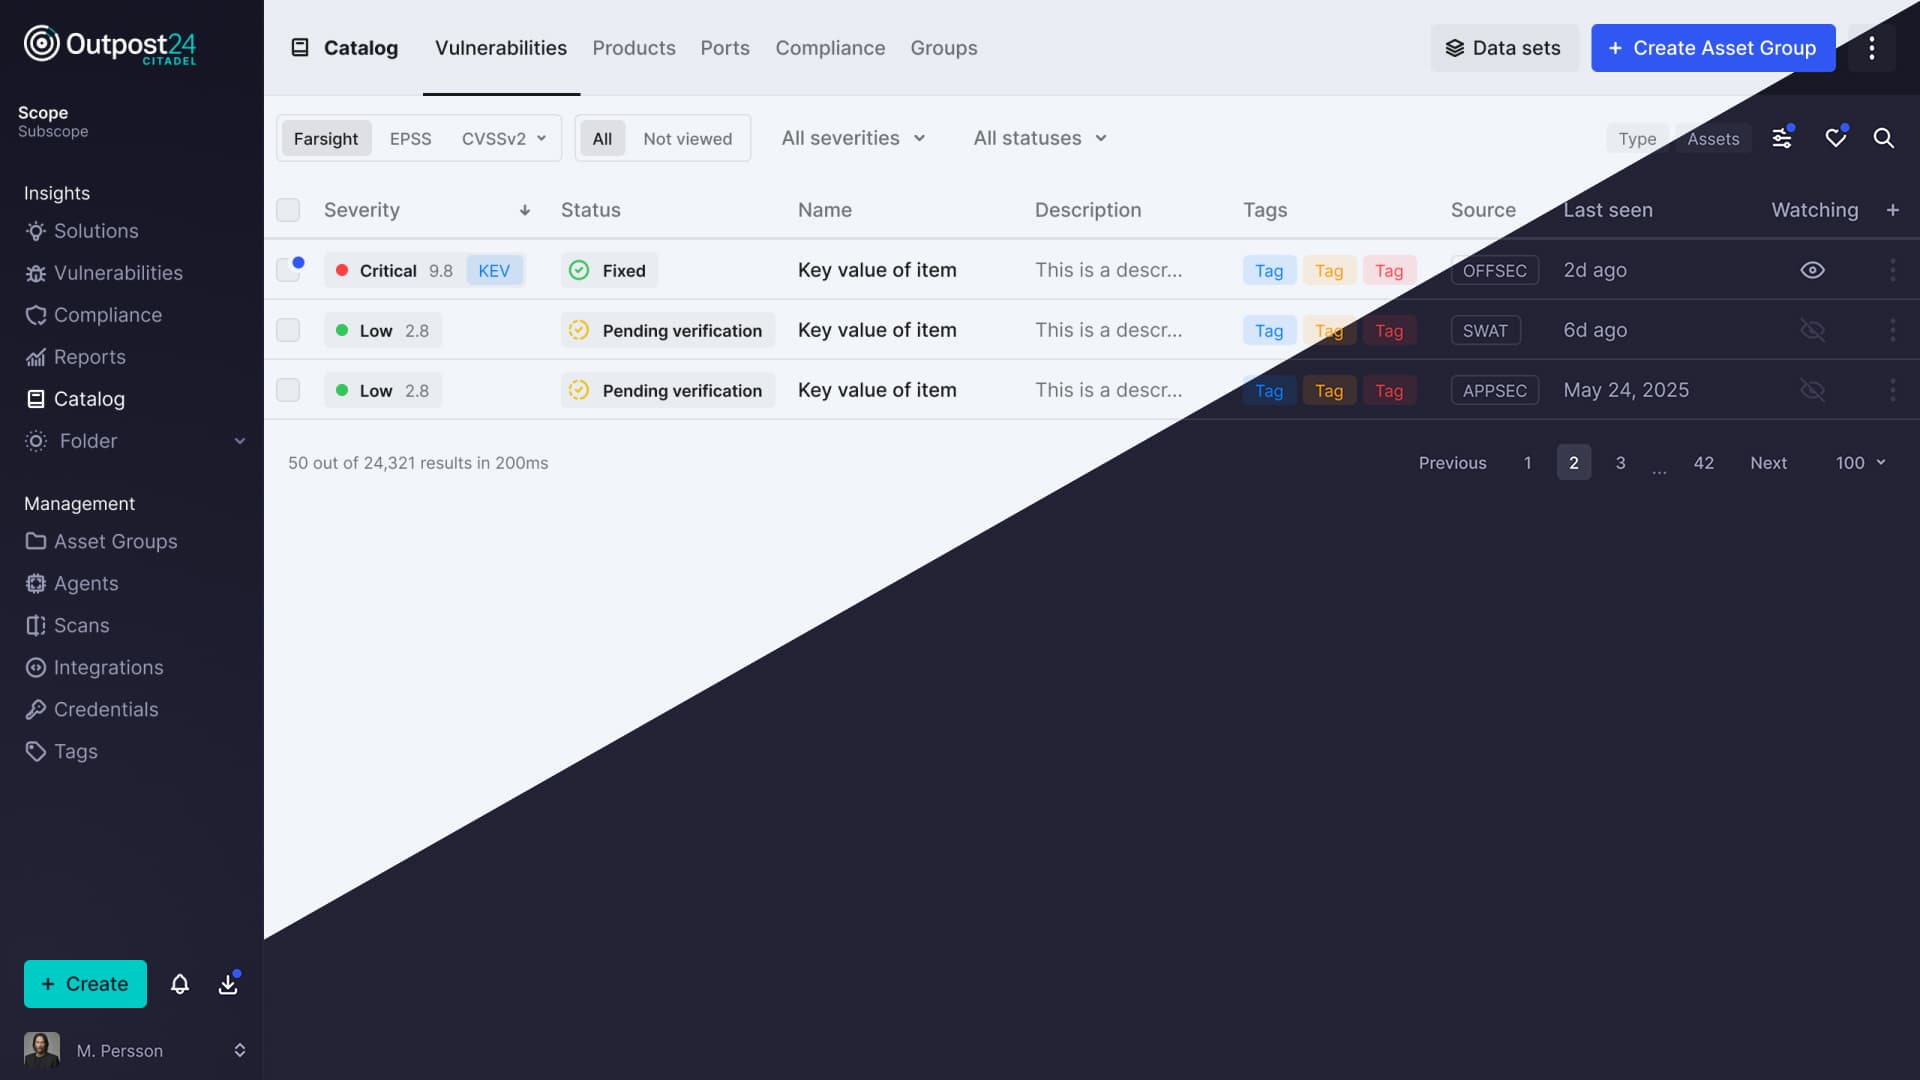 Outpost24
CITADEL
Scope
Subscope
Insights
Solutions
Vulnerabilities
Compliance
Reports
Catalog
Folder
Management
Asset Groups
Agents
Scans
Integrations
Credentials
Tags
+ Create
M. Persson
Catalog Vulnerabilities Products Ports Compliance Groups Data sets + Create Asset Group
Farsight EPSS CVSSv2 All Not viewed All severities All statuses Type Assets
Severity Status Name Description Tags Source Last seen Watching +
Critical 9.8 KEV Fixed Key value of item This is a descr... Tag Tag Tag OFFSEC 2d ago
Low 2.8 Pending verification Key value of item This is a descr... Tag Tag Tag SWAT 6d ago
Low 2.8 Pending verification Key value of item This is a descr... Tag Tag Tag APPSEC May 24, 2025
50 out of 24,321 results in 200ms Previous 1 2 3 ... 42 Next 100